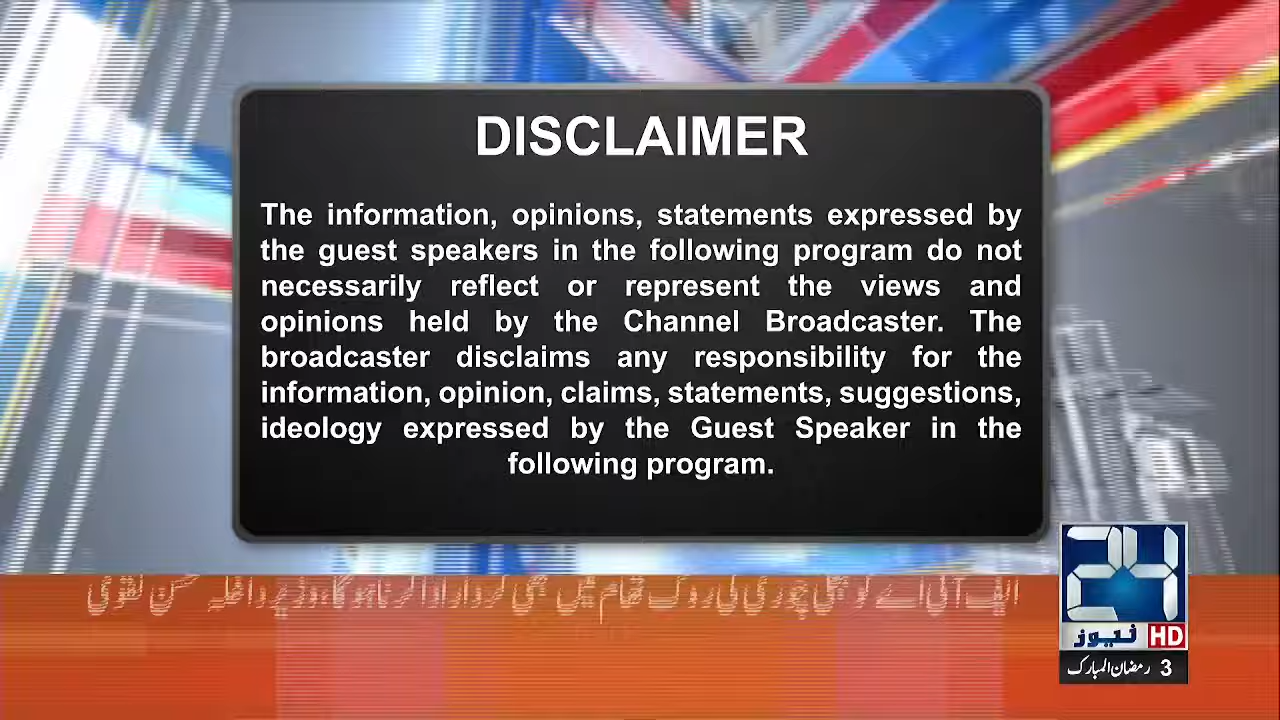 DISCLAIMER
The information, opinions, statements expressed by
the guest speakers in the following program do not
necessarily reflect or represent the views and
opinions held by the Channel Broadcaster. The
broadcaster disclaims any responsibility for the
information, opinion, claims, statements, suggestions,
ideology expressed by the Guest Speaker in the
following program.
ایف آئی اے کو بجلی چوری کی روک تھام میں بھی کردار ادا کرنا ہوگا، وزیر داخلہ محسن نقوی
24
نیوز HD
3 رمضان المبارک